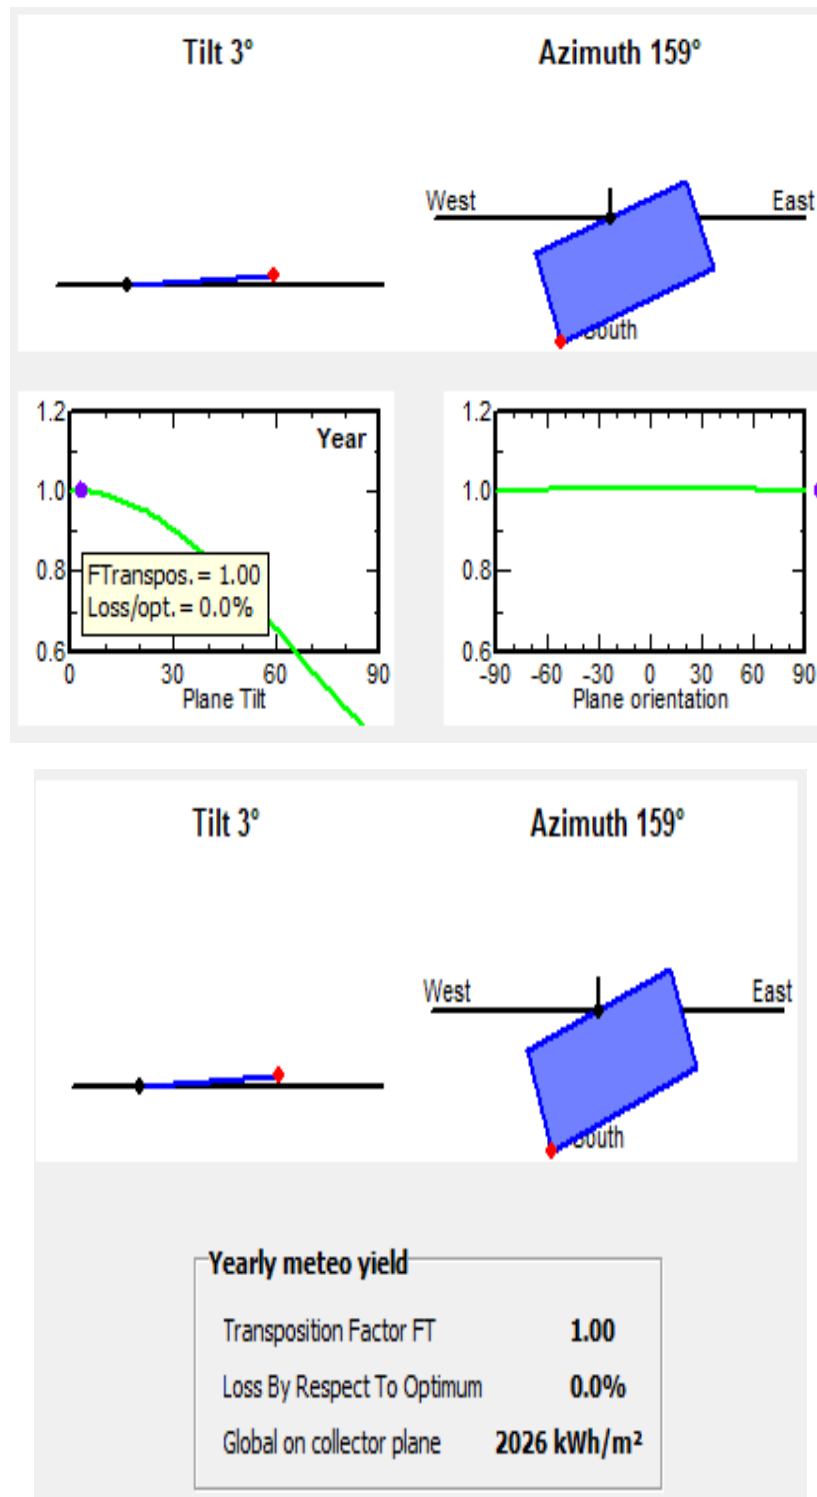 Tilt 3° Azimuth 159°
West East
South
1.2 Year 1.2
1.0 1.0
0.8 0.8
FTranspos. = 1.00
Loss/opt. = 0.0%
0.6 0.6
0 30 60 90 -90 -60 -30 0 30 60 90
Plane Tilt Plane orientation
Tilt 3° Azimuth 159°
West East
South
Yearly meteo yield
Transposition Factor FT 1.00
Loss By Respect To Optimum 0.0%
Global on collector plane 2026 kWh/m²